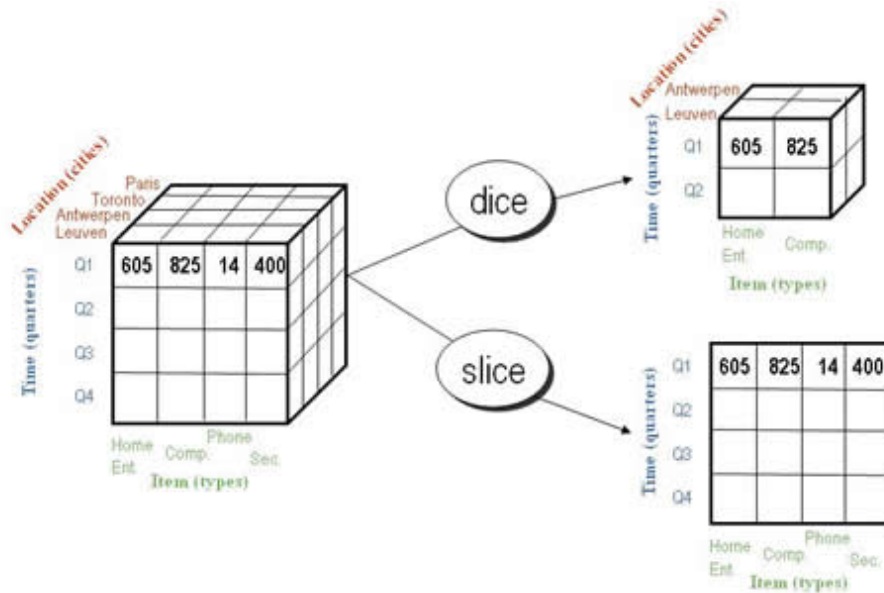 Location (cities)
Paris
Toronto
Antwerpen
Leuven
Time (quarters)
Q1 605 825 14 400
Q2
Q3
Q4
Home Ent. Comp. Phone Sec.
Item (types)
dice
slice
Location (cities)
Antwerpen
Leuven
Time (quarters)
Q1 605 825
Q2
Home Ent. Comp.
Item (types)
Time (quarters)
Q1 605 825 14 400
Q2
Q3
Q4
Home Ent. Comp. Phone Sec.
Item (types)